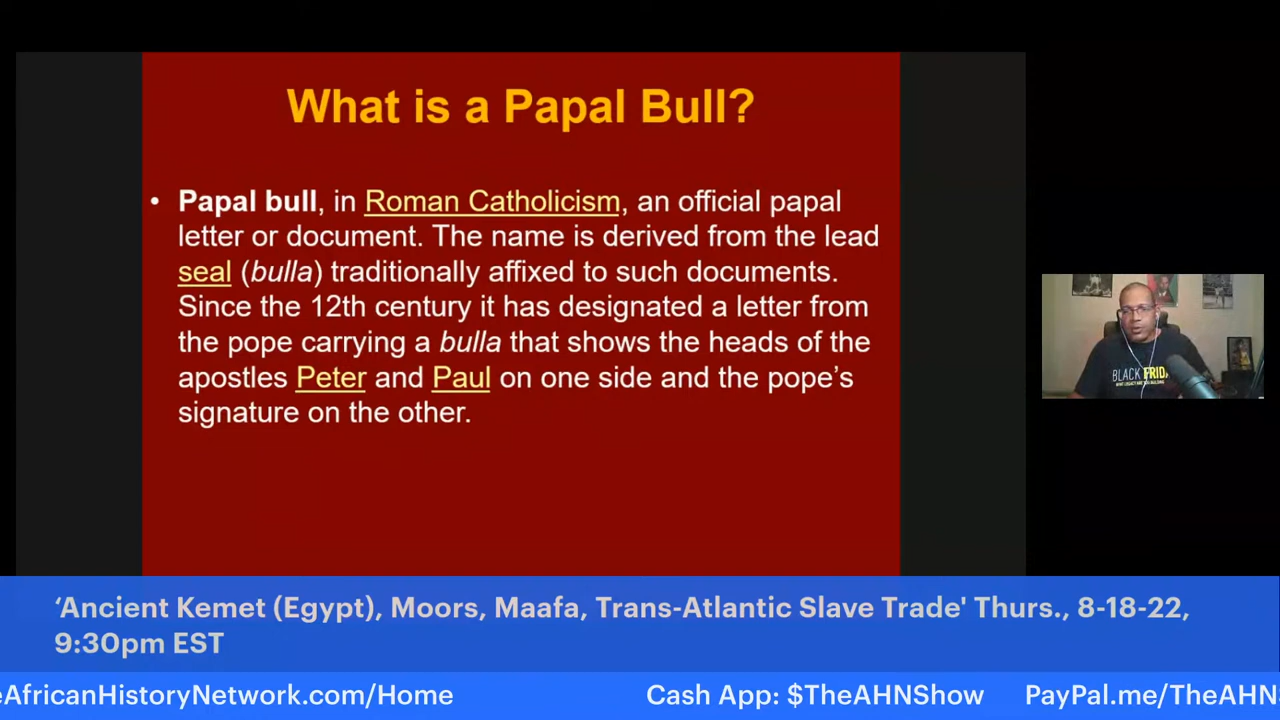 What is a Papal Bull?
• Papal bull, in Roman Catholicism, an official papal
letter or document. The name is derived from the lead
seal (bulla) traditionally affixed to such documents.
Since the 12th century it has designated a letter from
the pope carrying a bulla that shows the heads of the
apostles Peter and Paul on one side and the pope’s
signature on the other.
BLACK FRID
‘Ancient Kemet (Egypt), Moors, Maafa, Trans-Atlantic Slave Trade' Thurs., 8-18-22,
9:30pm EST
eAfricanHistoryNetwork.com/Home Cash App: $TheAHNShow PayPal.me/TheAHNS